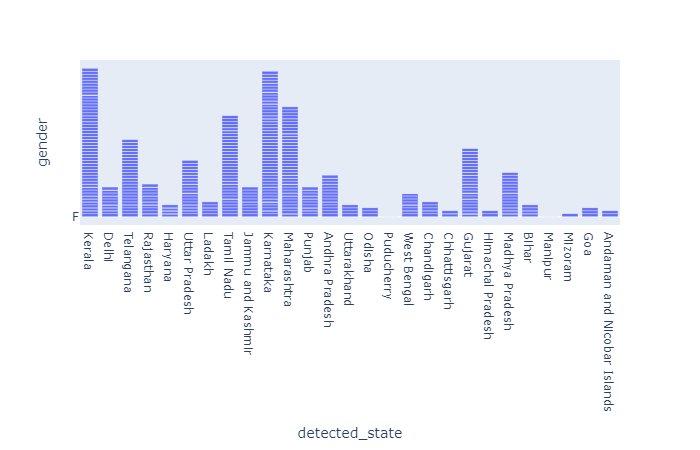 gender
F
Kerala
Delhi
Telangana
Rajasthan
Haryana
Uttar Pradesh
Ladakh
Tamil Nadu
Jammu and Kashmir
Karnataka
Maharashtra
Punjab
Andhra Pradesh
Uttarakhand
Odisha
Puducherry
West Bengal
Chandigarh
Chhattisgarh
Gujarat
Himachal Pradesh
Madhya Pradesh
Bihar
Manipur
Mizoram
Goa
Andaman and Nicobar Islands
detected_state